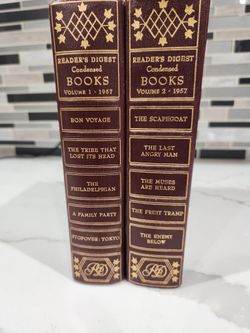 READER'S DIGEST
Condensed
BOOKS
VOLUME 1 · 1957
BON VOYAGE
THE TRIBE THAT
LOST ITS HEAD
THE
PHILADELPHIAN
A FAMILY PARTY
STOPOVER: TOKYO
RD
READER'S DIGEST
Condensed
BOOKS
VOLUME 2 · 1957
THE SCAPEGOAT
THE LAST
ANGRY MAN
THE MUSES
ARE HEARD
THE FRUIT TRAMP
THE ENEMY
BELOW
RD